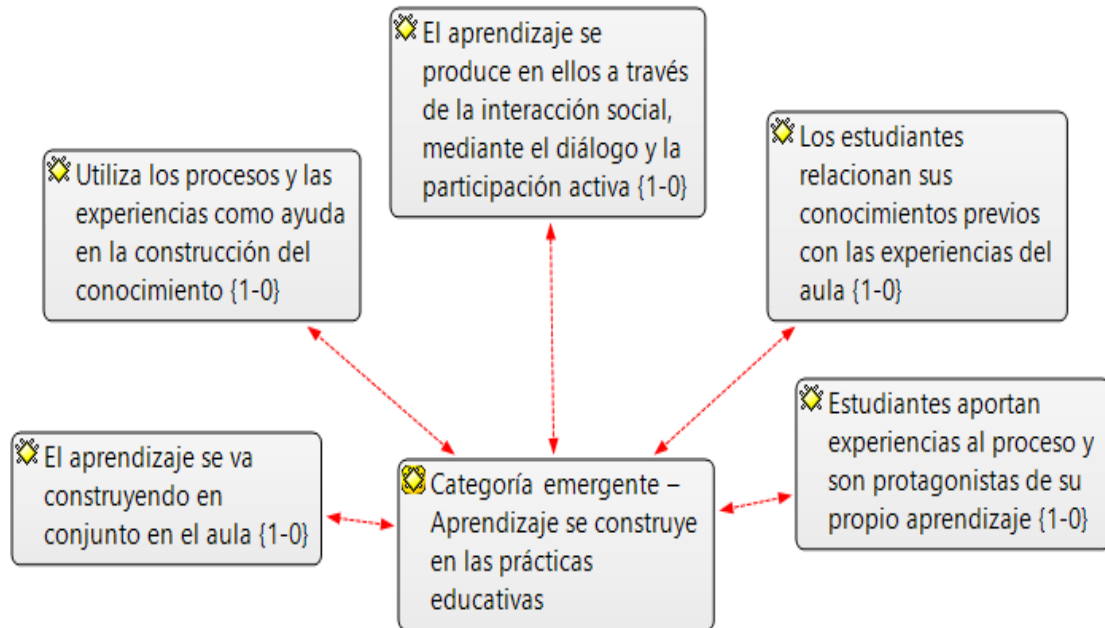 El aprendizaje se
produce en ellos a través
de la interacción social,
mediante el diálogo y la
participación activa {1-0}
Utiliza los procesos y las
experiencias como ayuda
en la construcción del
conocimiento {1-0}
Los estudiantes
relacionan sus
conocimientos previos
con las experiencias del
aula {1-0}
El aprendizaje se va
construyendo en
conjunto en el aula {1-0}
Categoría emergente –
Aprendizaje se construye
en las prácticas
educativas
Estudiantes aportan
experiencias al proceso y
son protagonistas de su
propio aprendizaje {1-0}